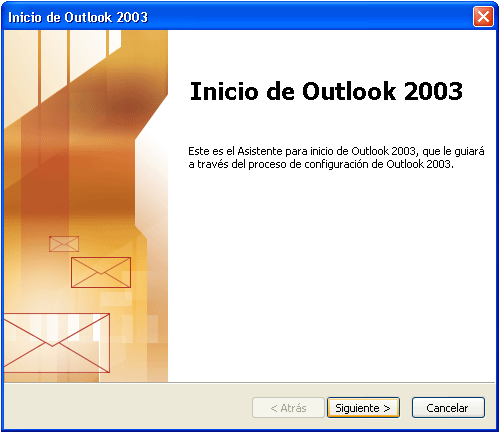 Inicio de Outlook 2003
Inicio de Outlook 2003
Este es el Asistente para inicio de Outlook 2003, que le guiará
a través del proceso de configuración de Outlook 2003.
< Atrás
Siguiente >
Cancelar